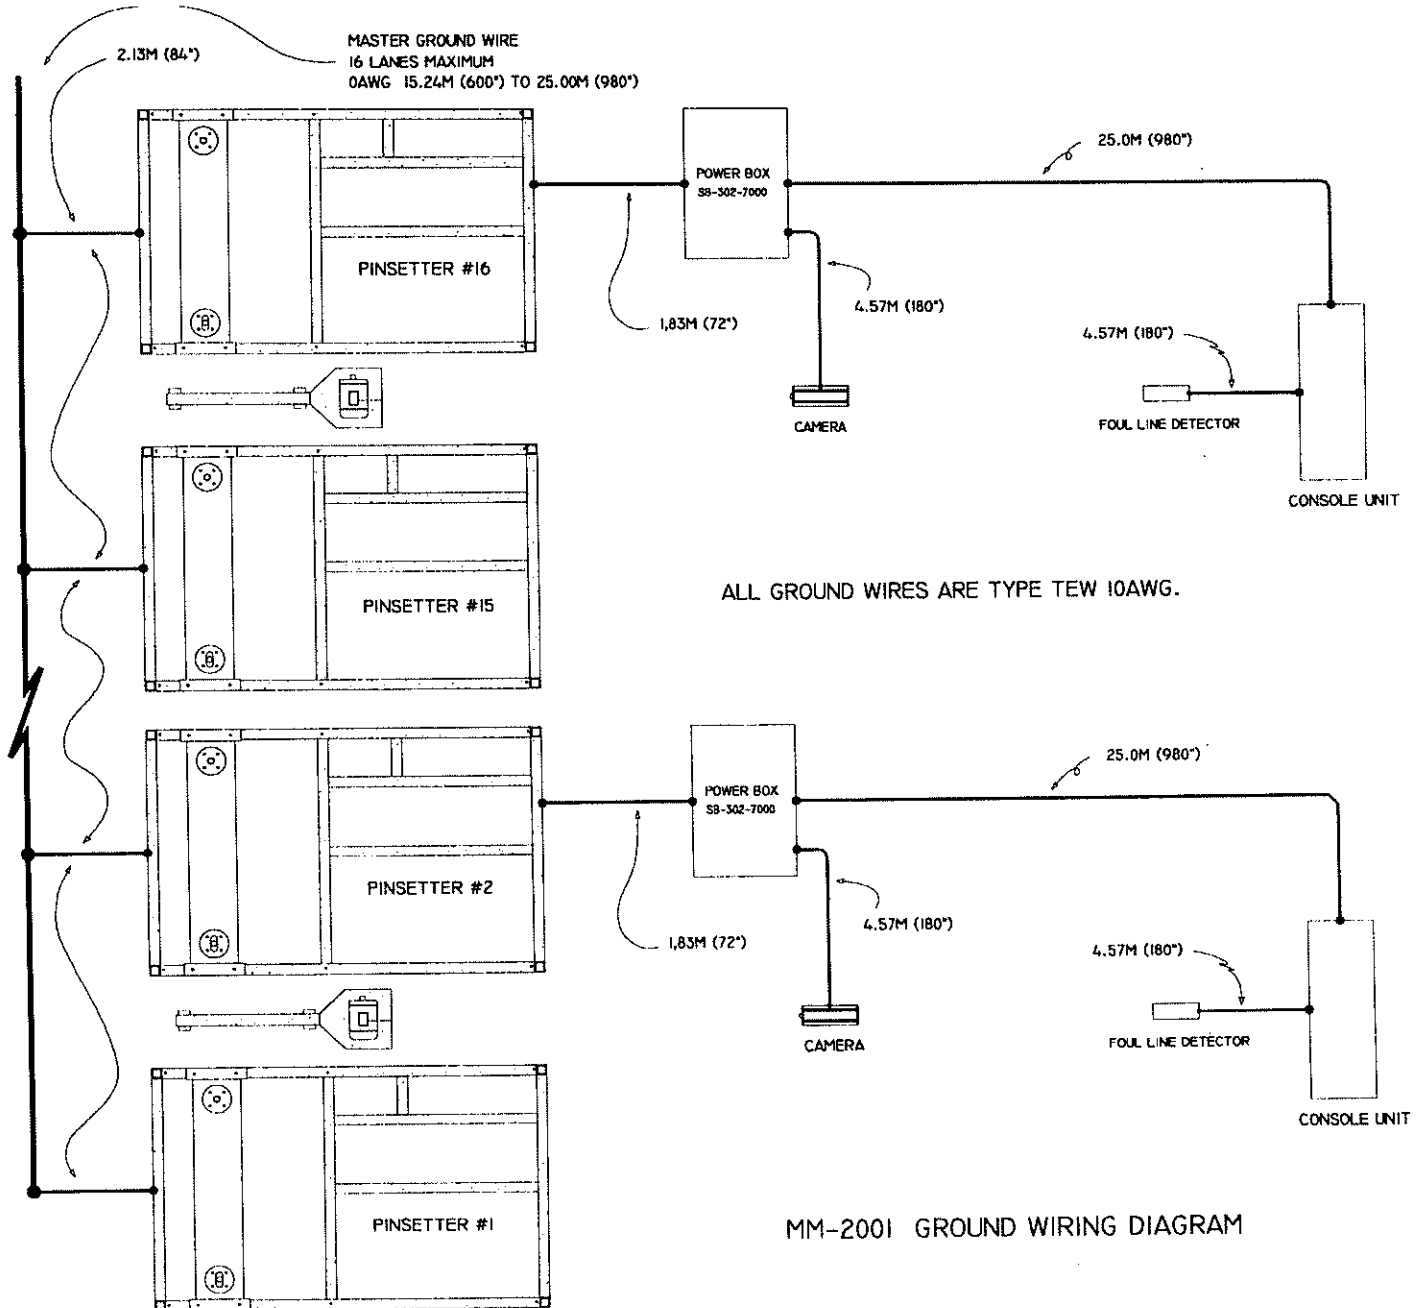 2.13M (84")
MASTER GROUND WIRE
16 LANES MAXIMUM
0AWG 15.24M (600") TO 25.00M (980")
25.0M (980")
POWER BOX
SB-302-7000
PINSETTER #16
4.57M (180")
1,83M (72")
4.57M (180")
CAMERA
FOUL LINE DETECTOR
CONSOLE UNIT
ALL GROUND WIRES ARE TYPE TEW 10AWG.
PINSETTER #15
25.0M (980")
POWER BOX
SB-302-7000
PINSETTER #2
4.57M (180")
1,83M (72")
4.57M (180")
CAMERA
FOUL LINE DETECTOR
CONSOLE UNIT
PINSETTER #1
MM-2001 GROUND WIRING DIAGRAM